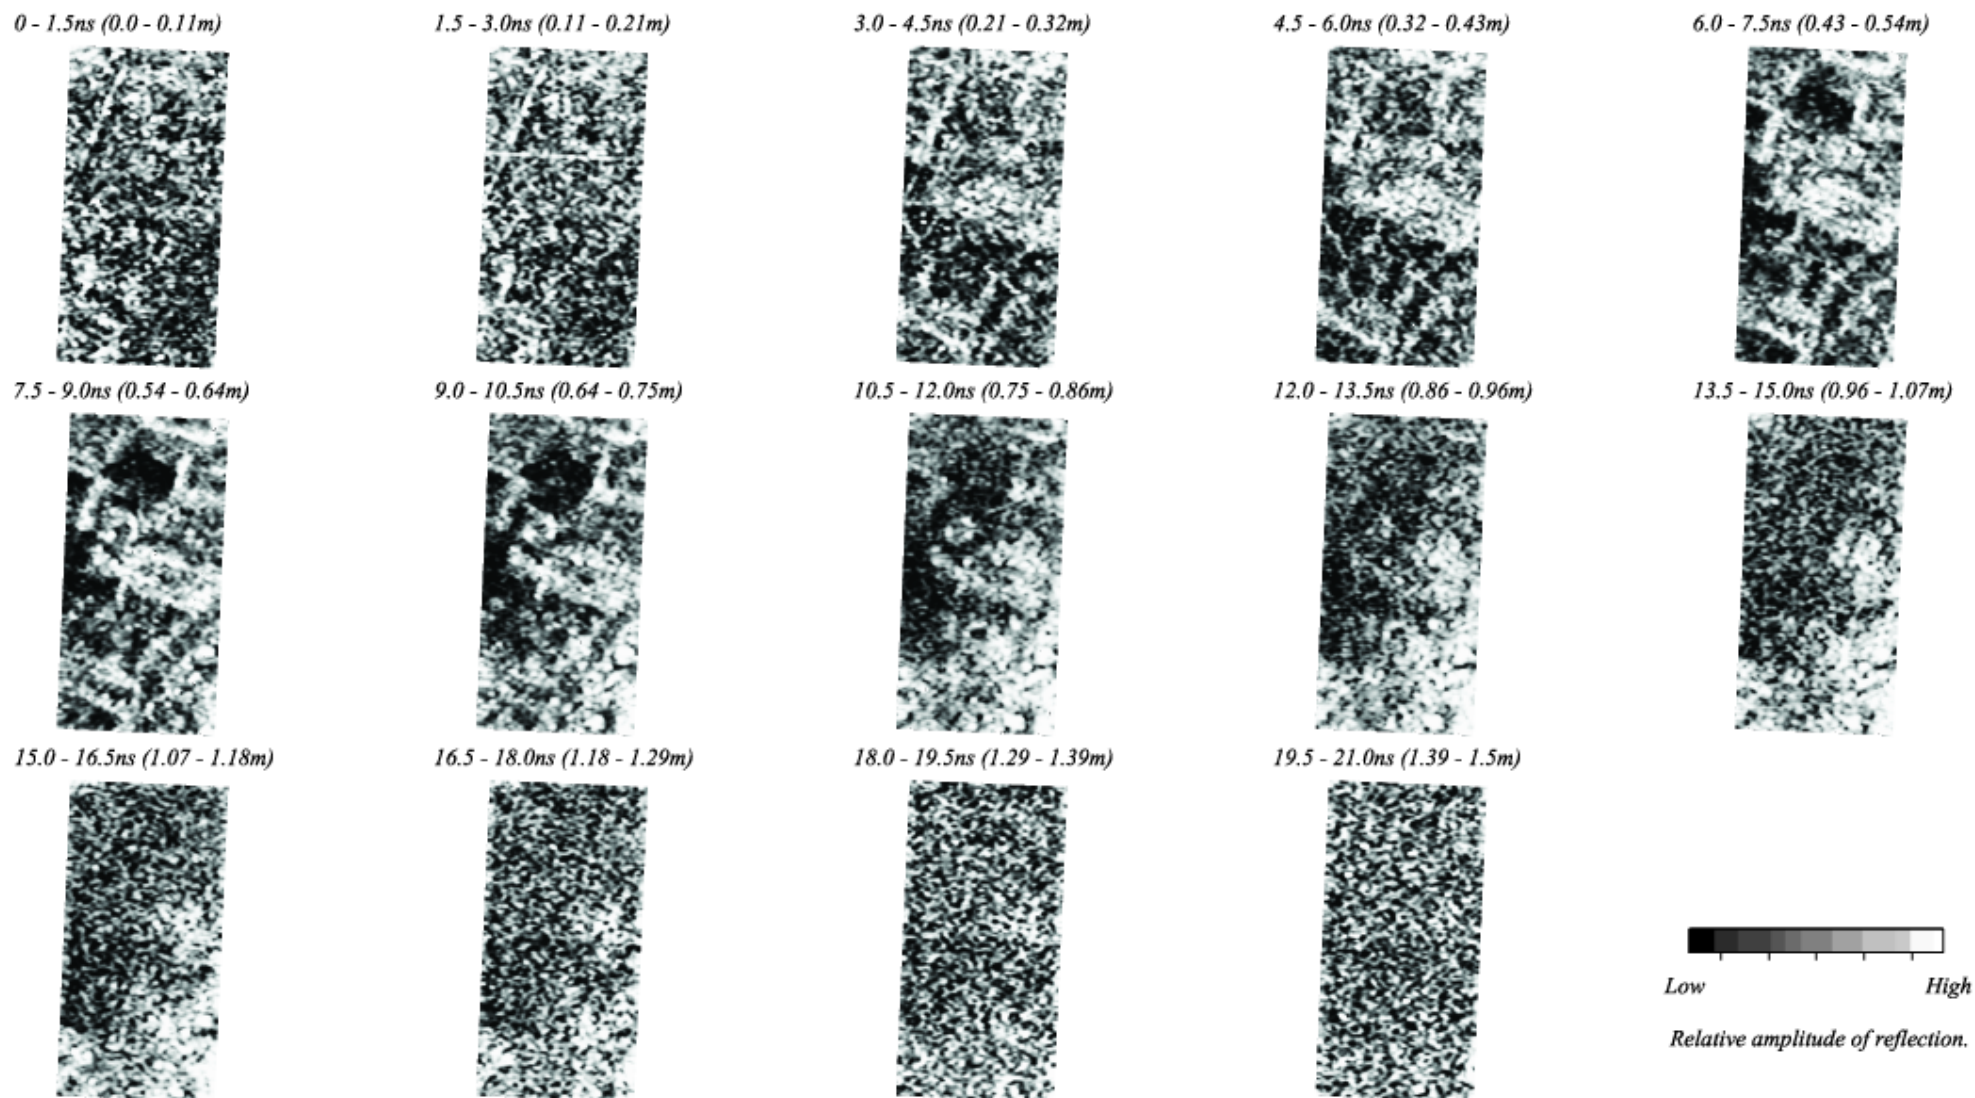 0 - 1.5ns (0.0 - 0.11m)
1.5 - 3.0ns (0.11 - 0.21m)
3.0 - 4.5ns (0.21 - 0.32m)
4.5 - 6.0ns (0.32 - 0.43m)
6.0 - 7.5ns (0.43 - 0.54m)
7.5 - 9.0ns (0.54 - 0.64m)
9.0 - 10.5ns (0.64 - 0.75m)
10.5 - 12.0ns (0.75 - 0.86m)
12.0 - 13.5ns (0.86 - 0.96m)
13.5 - 15.0ns (0.96 - 1.07m)
15.0 - 16.5ns (1.07 - 1.18m)
16.5 - 18.0ns (1.18 - 1.29m)
18.0 - 19.5ns (1.29 - 1.39m)
19.5 - 21.0ns (1.39 - 1.5m)
Low High
Relative amplitude of reflection.